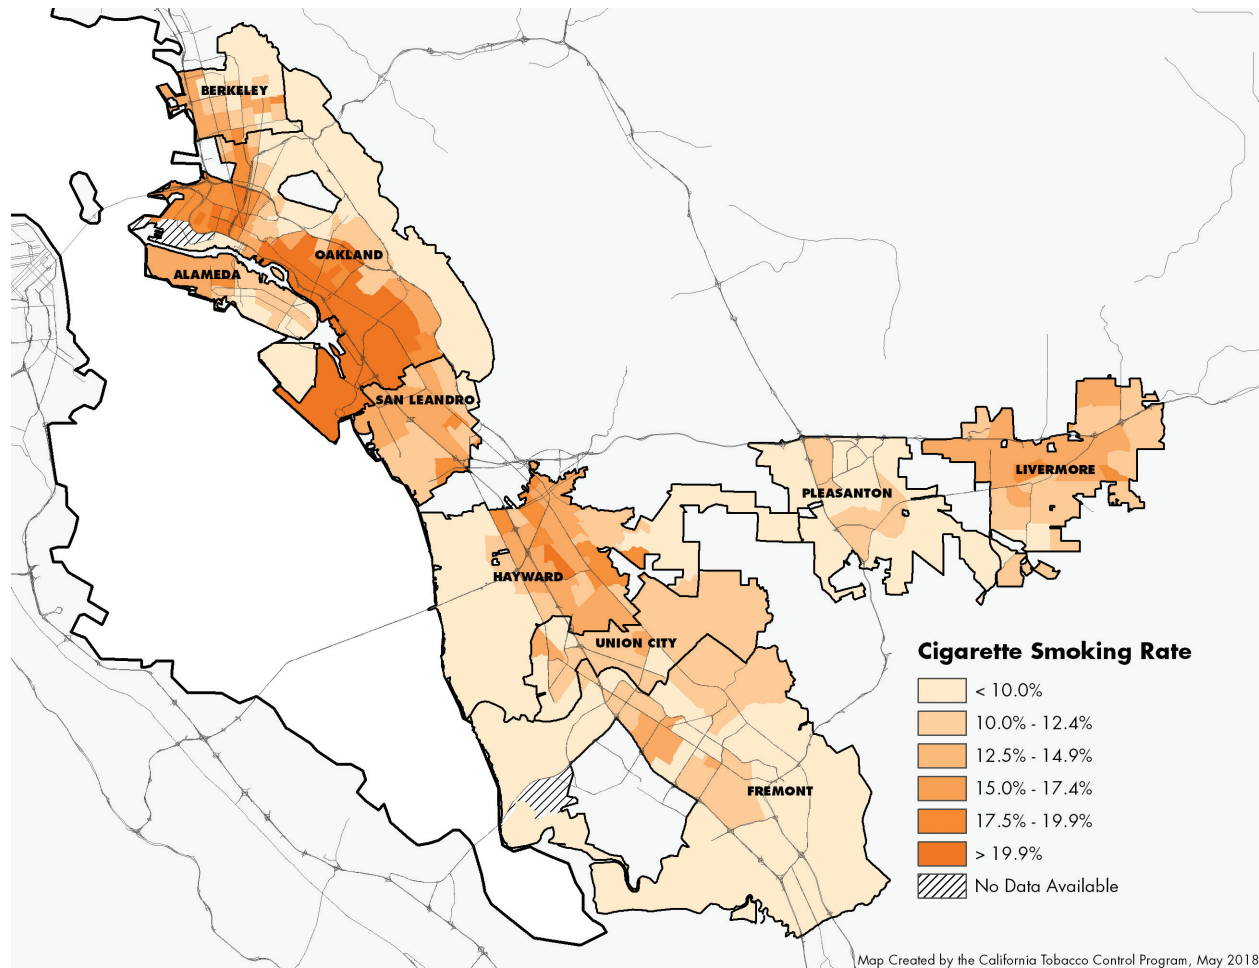 BERKELEY
OAKLAND
ALAMEDA
SAN LEANDRO
LIVERMORE
PLEASANTON
HAYWARD
UNION CITY
FREMONT
Cigarette Smoking Rate
< 10.0%
10.0% - 12.4%
12.5% - 14.9%
15.0% - 17.4%
17.5% - 19.9%
> 19.9%
No Data Available
Map Created by the California Tobacco Control Program, May 2018